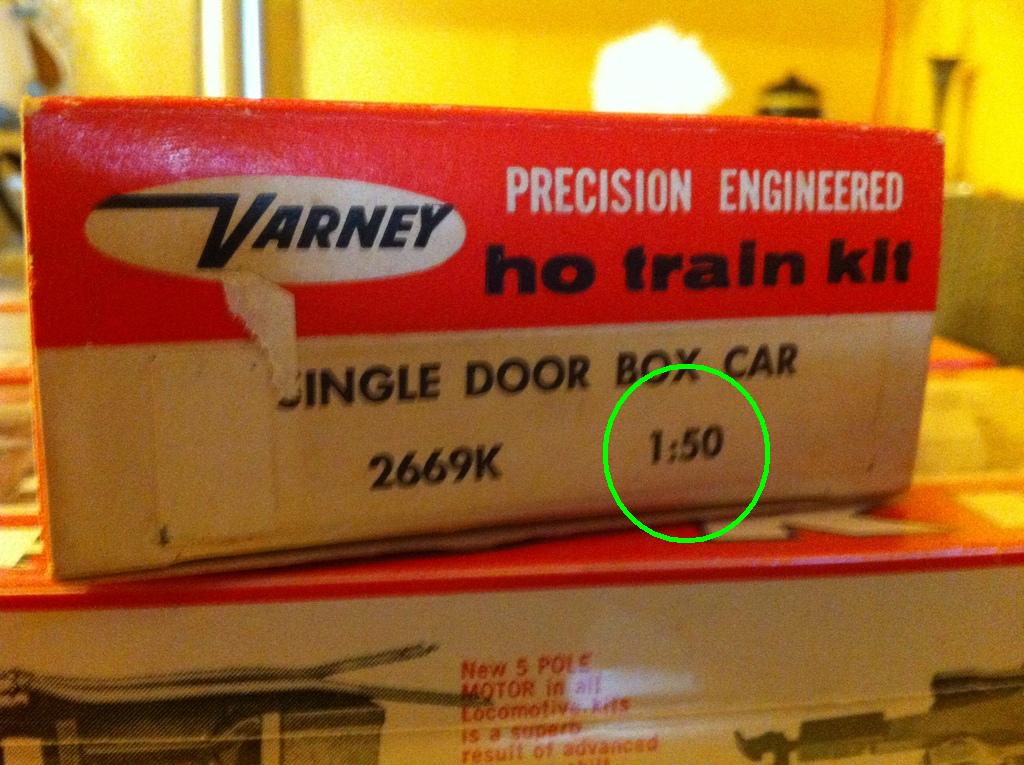 VARNEY
PRECISION ENGINEERED
ho train kit
SINGLE DOOR BOX CAR
2669K 1:50
New 5 POLE
MOTOR in all
Locomotive kits
is a superb
result of advanced